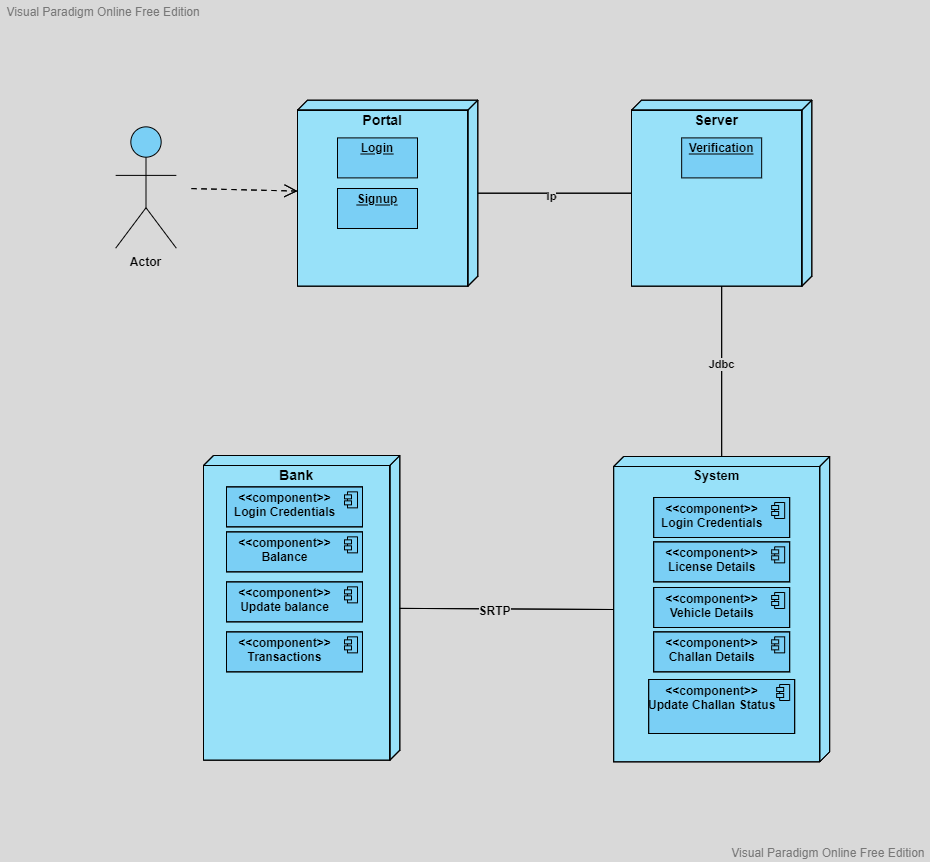 Visual Paradigm Online Free Edition
Portal
Login
Signup
Server
Verification
Actor
Ip
Jdbc
Bank
<<component>>
Login Credentials
<<component>>
Balance
<<component>>
Update balance
<<component>>
Transactions
SRTP
System
<<component>>
Login Credentials
<<component>>
License Details
<<component>>
Vehicle Details
<<component>>
Challan Details
<<component>>
Update Challan Status
Visual Paradigm Online Free Edition